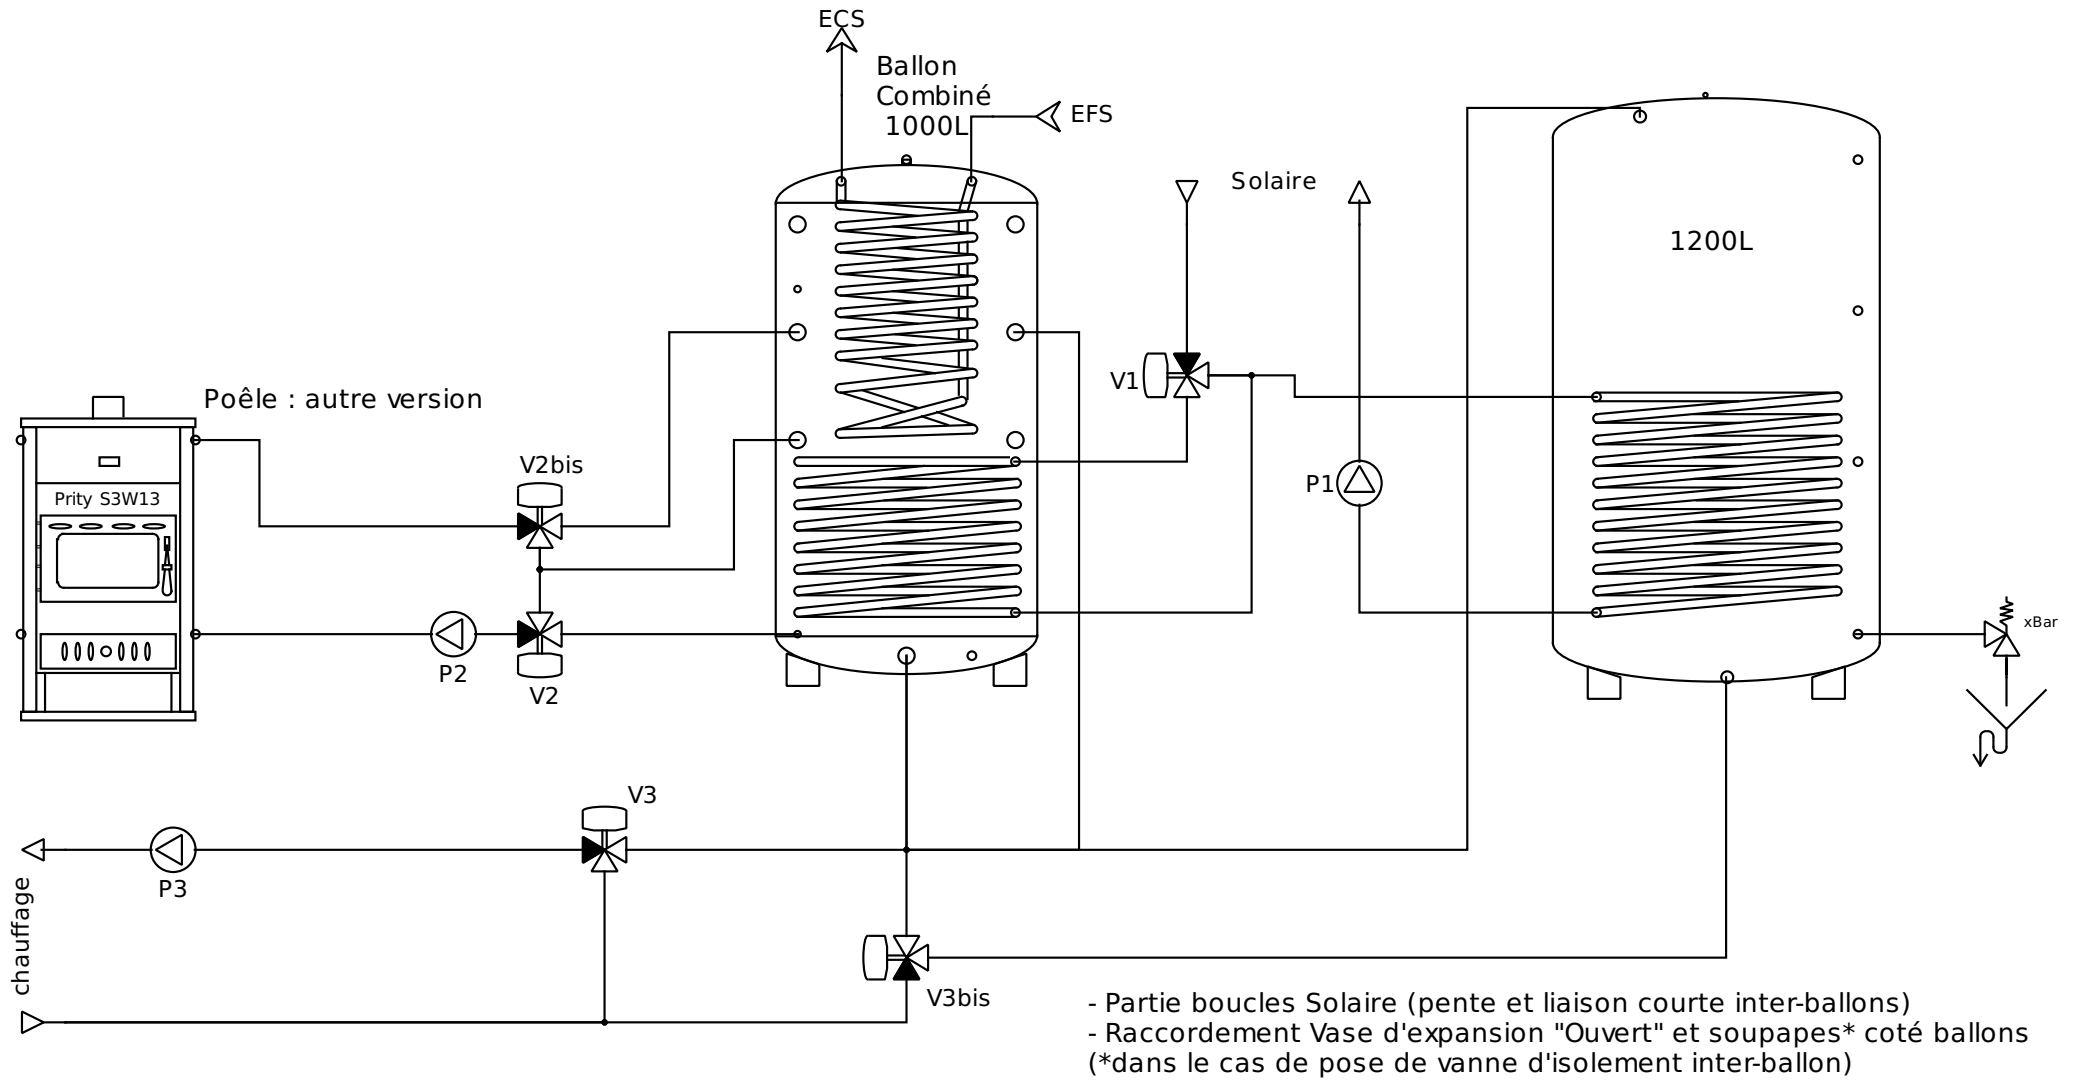 ECS
Ballon
Combiné
1000L
EFS
Solaire
1200L
V1
Poêle : autre version
V2bis
P1
Prity S3W13
xBar
P2
V2
V3
P3
chauffage
V3bis
- Partie boucles Solaire (pente et liaison courte inter-ballons)
- Raccordement Vase d'expansion "Ouvert" et soupapes* coté ballons
(*dans le cas de pose de vanne d'isolement inter-ballon)